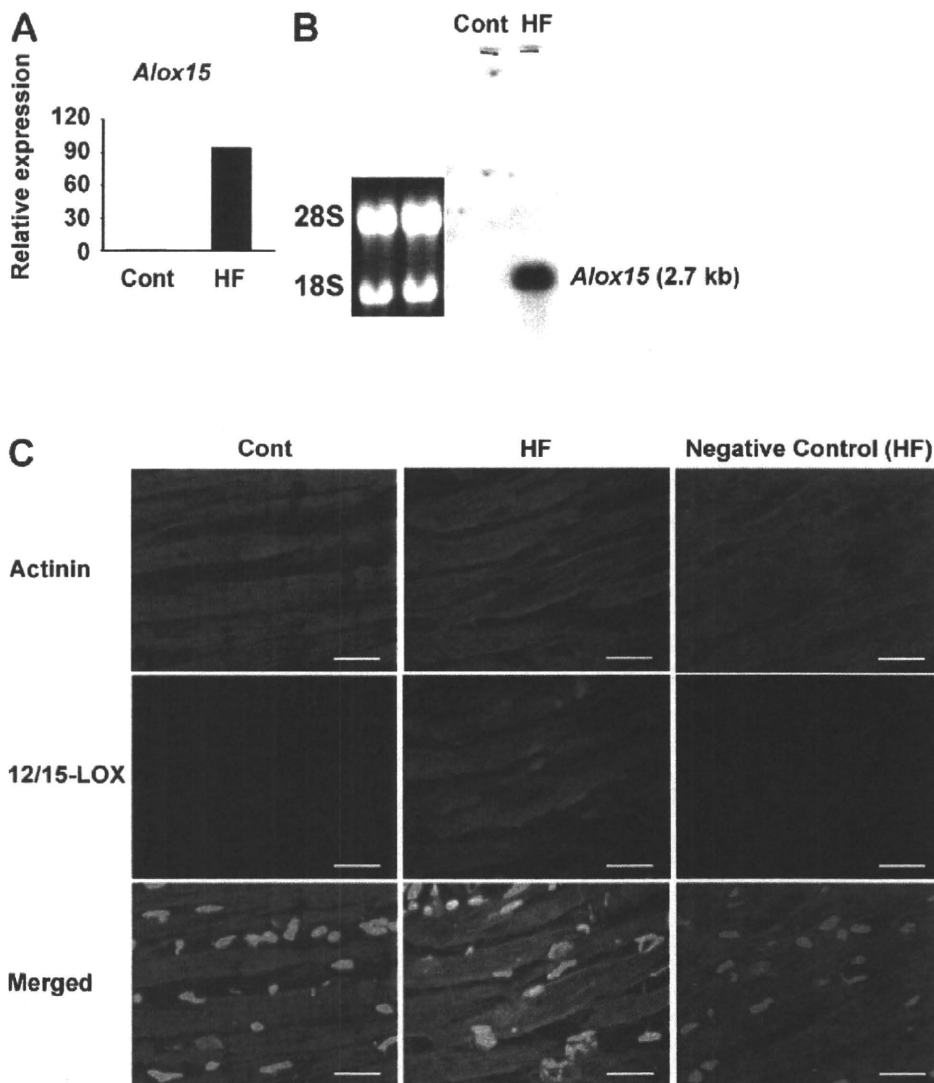 A
Alox15
Relative expression
120
90
60
30
0
Cont HF
B
Cont HF
28S
18S
Alox15 (2.7 kb)
C
Cont HF Negative Control (HF)
Actinin
12/15-LOX
Merged